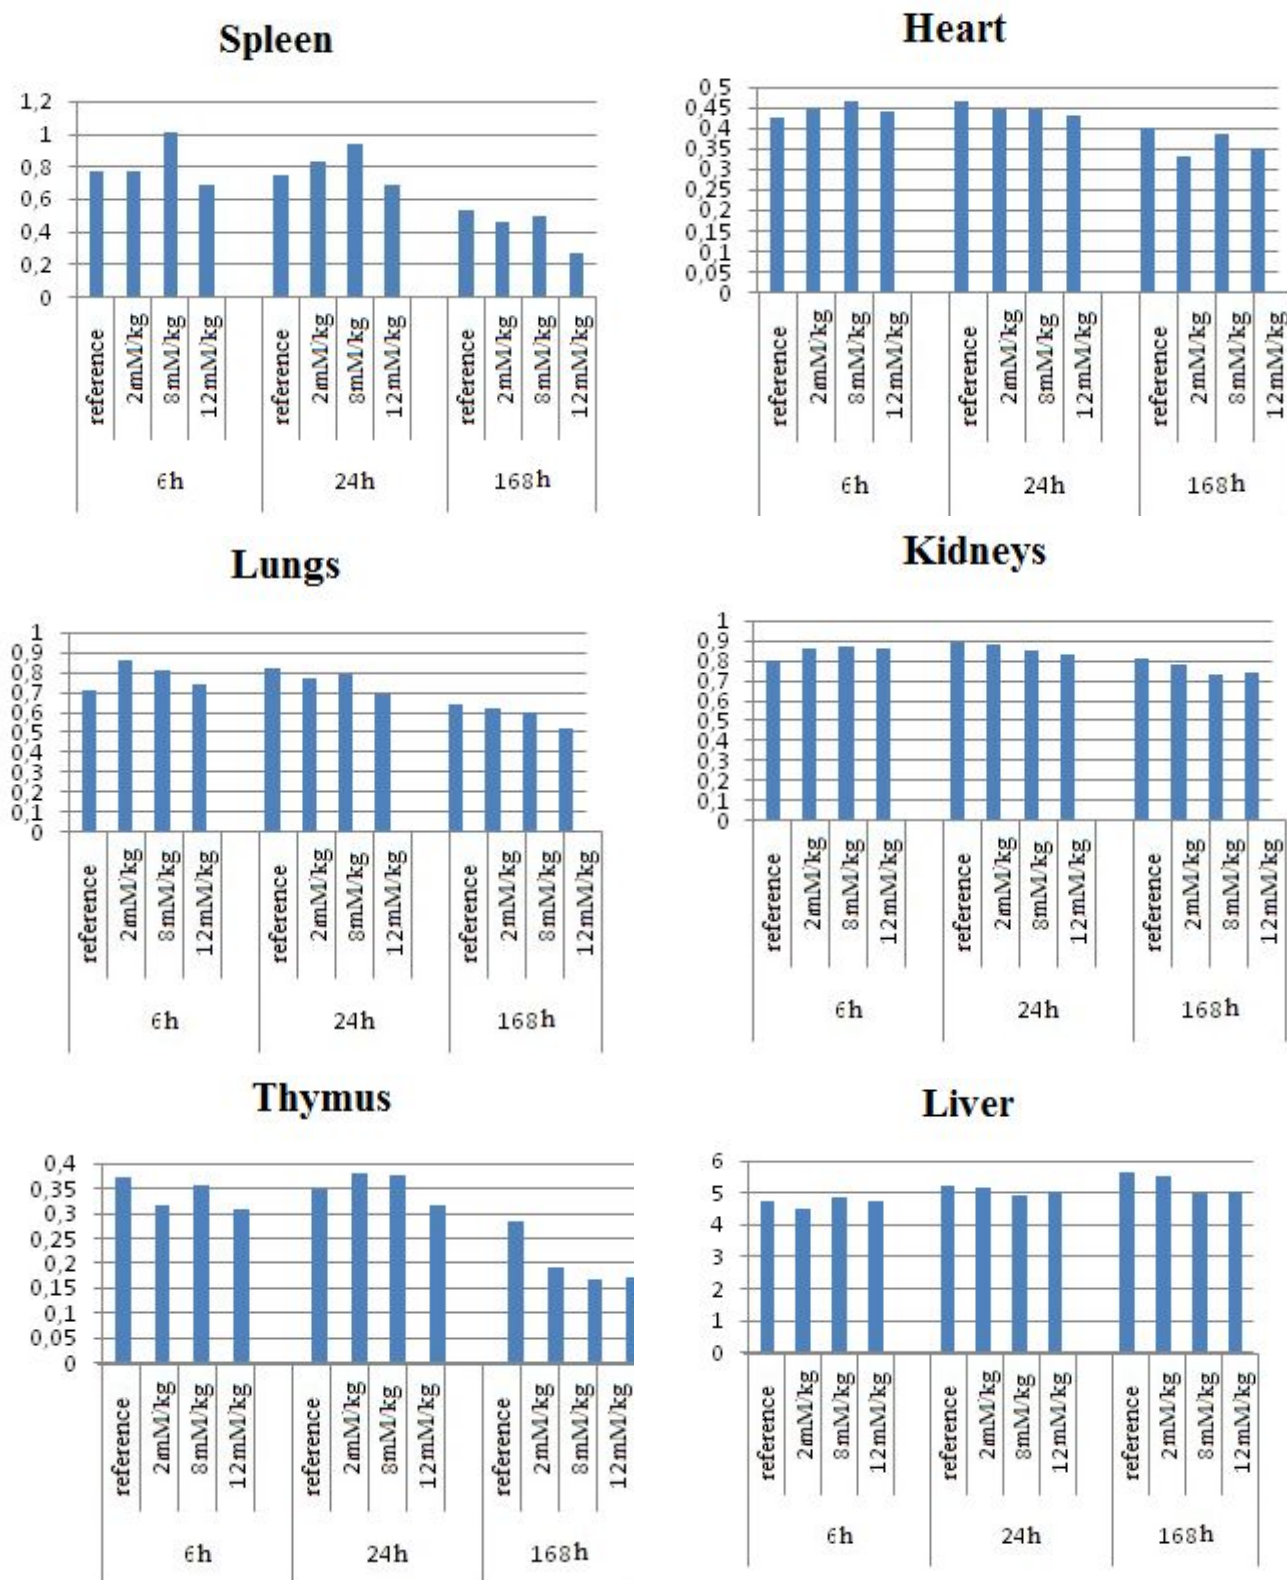 Spleen
1,2
1
0,8
0,6
0,4
0,2
0
reference
2mM/kg
8mM/kg
12mM/kg
reference
2mM/kg
8mM/kg
12mM/kg
reference
2mM/kg
8mM/kg
12mM/kg
6h
24h
168h
Heart
0,5
0,45
0,4
0,35
0,3
0,25
0,2
0,15
0,1
0,05
0
reference
2mM/kg
8mM/kg
12mM/kg
reference
2mM/kg
8mM/kg
12mM/kg
reference
2mM/kg
8mM/kg
12mM/kg
6h
24h
168h
Lungs
1
0,9
0,8
0,7
0,6
0,5
0,4
0,3
0,2
0,1
0
reference
2mM/kg
8mM/kg
12mM/kg
reference
2mM/kg
8mM/kg
12mM/kg
reference
2mM/kg
8mM/kg
12mM/kg
6h
24h
168h
Kidneys
1
0,9
0,8
0,7
0,6
0,5
0,4
0,3
0,2
0,1
0
reference
2mM/kg
8mM/kg
12mM/kg
reference
2mM/kg
8mM/kg
12mM/kg
reference
2mM/kg
8mM/kg
12mM/kg
6h
24h
168h
Thymus
0,4
0,35
0,3
0,25
0,2
0,15
0,1
0,05
0
reference
2mM/kg
8mM/kg
12mM/kg
reference
2mM/kg
8mM/kg
12mM/kg
reference
2mM/kg
8mM/kg
12mM/kg
6h
24h
168h
Liver
6
5
4
3
2
1
0
reference
2mM/kg
8mM/kg
12mM/kg
reference
2mM/kg
8mM/kg
12mM/kg
reference
2mM/kg
8mM/kg
12mM/kg
6h
24h
168h